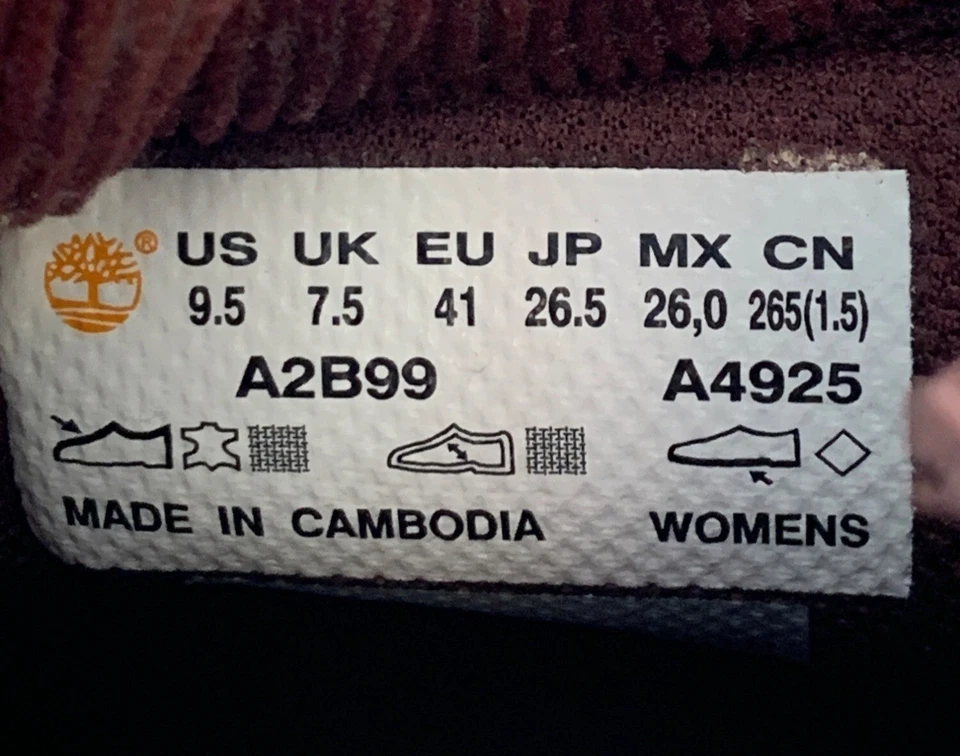 ® US UK EU JP MX CN
9.5 7.5 41 26.5 26,0 265(1.5)
A2B99 A4925
MADE IN CAMBODIA WOMENS